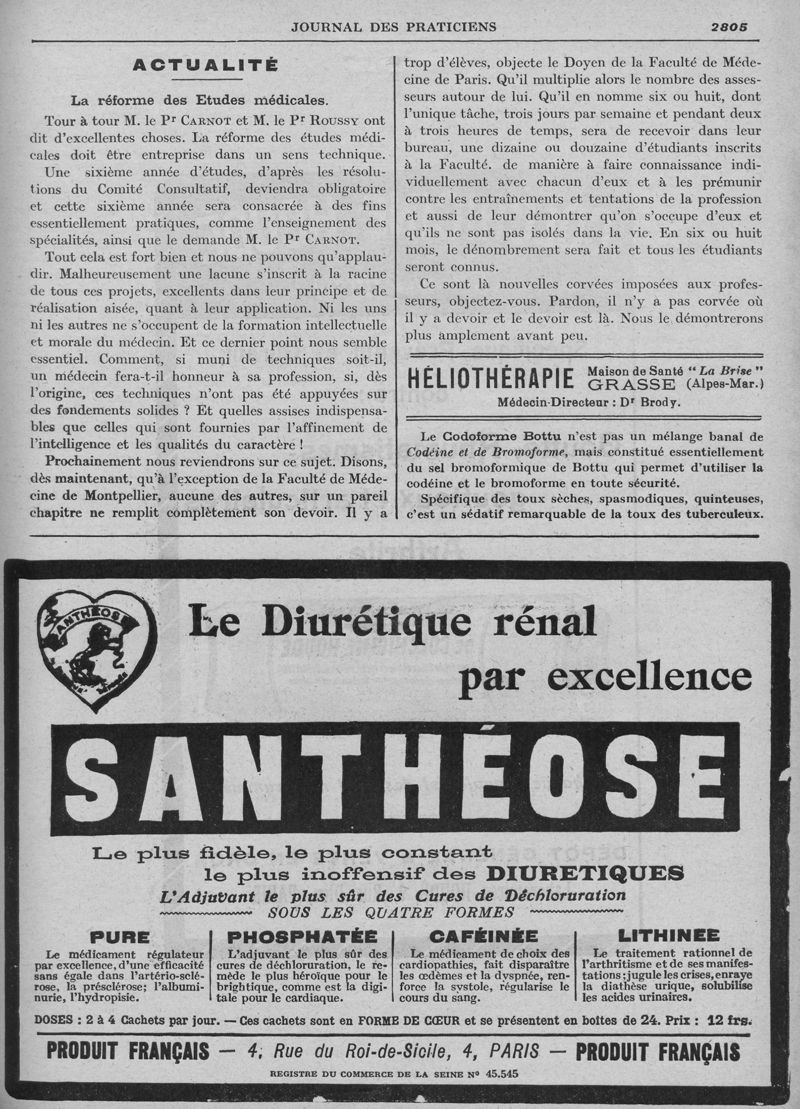 JOURNAL DES PRATICIENS 2805
ACTUALITÉ
La réforme des Etudes médicales.
Tour à tour M. le Pr CARNOT et M. le Pr ROUSSY ont
dit d'excellentes choses. La réforme des études médi-
cales doit être entreprise dans un sens technique.
Une sixième année d'études, d'après les résolu-
tions du Comité Consultatif, deviendra obligatoire
et cette sixième année sera consacrée à des fins
essentiellement pratiques, comme l'enseignement des
spécialités, ainsi que le demande M. le Pr CARNOT.
Tout cela est fort bien et nous ne pouvons qu'applau-
dir. Malheureusement une lacune s'inscrit à la racine
de tous ces projets, excellents dans leur principe et de
réalisation aisée, quant à leur application. Ni les uns
ni les autres ne s'occupent de la formation intellectuelle
et morale du médecin. Et ce dernier point nous semble
essentiel. Comment, si muni de techniques soit-il,
un médecin fera-t-il honneur à sa profession, si, dès
l'origine, ces techniques n'ont pas été appuyées sur
des fondements solides ? Et quelles assises indispensa-
bles que celles qui sont fournies par l'affinement de
l'intelligence et les qualités du caractère !
Prochainement nous reviendrons sur ce sujet. Disons,
dès maintenant, qu'à l'exception de la Faculté de Méde-
cine de Montpellier, aucune des autres, sur un pareil
chapitre ne remplit complètement son devoir. Il y a
trop d'élèves, objecte le Doyen de la Faculté de Méde-
cine de Paris. Qu'il multiplie alors le nombre des asses-
seurs autour de lui. Qu'il en nomme six ou huit, dont
l'unique tâche, trois jours par semaine et pendant deux
à trois heures de temps, sera de recevoir dans leur
bureau, une dizaine ou douzaine d'étudiants inscrits
à la Faculté. de manière à faire connaissance indi-
viduellement avec chacun d'eux et à les prémunir
contre les entraînements et tentations de la profession
et aussi de leur démontrer qu'on s'occupe d'eux et
qu'ils ne sont pas isolés dans la vie. En six ou huit
mois, le dénombrement sera fait et tous les étudiants
seront connus.
Ce sont là nouvelles corvées imposées aux profes-
seurs, objectez-vous. Pardon, il n'y a pas corvée où
il y a devoir et le devoir est là. Nous le démontrerons
plus amplement avant peu.
HÉLIOTHÉRAPIE Maison de Santé “ La Brise ”
GRASSE (Alpes-Mar.)
Médecin-Directeur : Dr Brody.
Le Codoforme Bottu n'est pas un mélange banal de
Codéine et de Bromoforme, mais constitué essentiellement
du sel bromoformique de Bottu qui permet d'utiliser la
codéine et le bromoforme en toute sécurité.
Spécifique des toux sèches, spasmodiques, quinteuses,
c'est un sédatif remarquable de la toux des tuberculeux.
SANTHÉOSE
Le Diurétique rénal
par excellence
SANTHÉOSE
Le plus fidèle, le plus constant
le plus inoffensif des DIURETIQUES
L'Adjuvant le plus sûr des Cures de Déchloruration
SOUS LES QUATRE FORMES
PURE
Le médicament régulateur
par excellence, d'une efficacité
sans égale dans l'artério-sclé-
rose, la présclérose; l'albumi-
nurie, l'hydropisie.
PHOSPHATÉE
L'adjuvant le plus sûr des
cures de déchloruration, le re-
mède le plus héroïque pour le
brightique, comme est la digi-
tale pour le cardiaque.
CAFÉINÉE
Le médicament de choix des
cardiopathies, fait disparaître
les œdèmes et la dyspnée, ren-
force la systole, régularise le
cours du sang.
LITHINEE
Le traitement rationnel de
l'arthritisme et de ses manifes-
tations; jugule les crises, enraye
la diathèse urique, solubilise
les acides urinaires.
DOSES : 2 à 4 Cachets par jour. — Ces cachets sont en FORME DE CŒUR et se présentent en boîtes de 24. Prix : 12 frs.
PRODUIT FRANÇAIS — 4, Rue du Roi-de-Sicile, 4, PARIS — PRODUIT FRANÇAIS
REGISTRE DU COMMERCE DE LA SEINE No 45.545